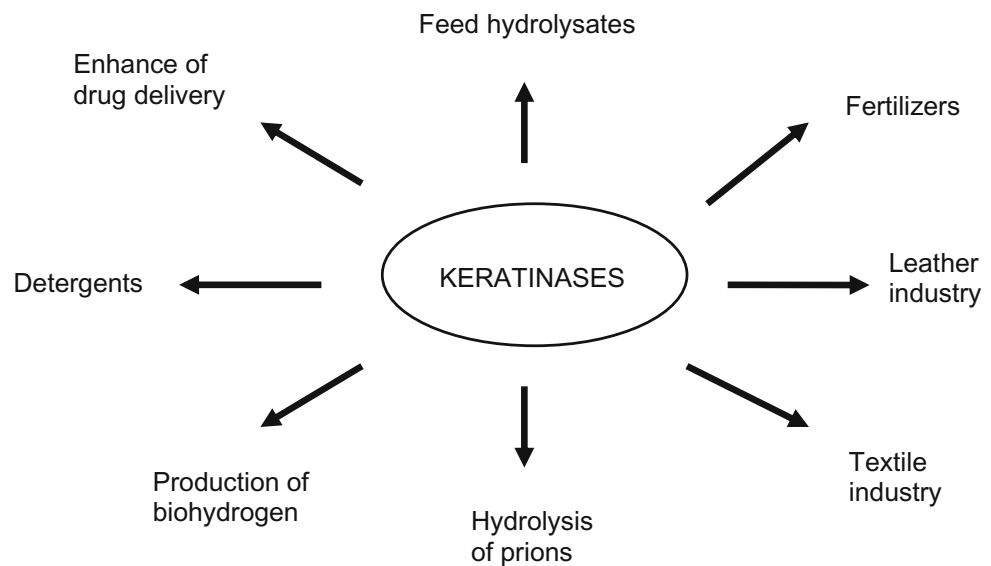 Feed hydrolysates
Enhance of
drug delivery
Fertilizers
KERATINASES
Detergents
Leather
industry
Production of
biohydrogen
Hydrolysis
of prions
Textile
industry